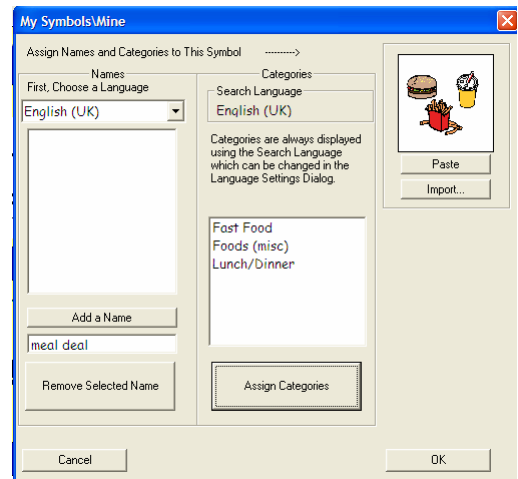 My Symbols\Mine
Assign Names and Categories to This Symbol ---------->
Names
First, Choose a Language
English (UK)
Add a Name
meal deal
Remove Selected Name
Categories
Search Language
English (UK)
Categories are always displayed
using the Search Language
which can be changed in the
Language Settings Dialog.
Fast Food
Foods (misc)
Lunch/Dinner
Assign Categories
Paste
Import...
Cancel
OK